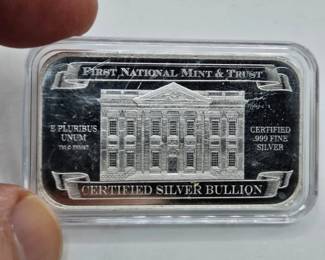 FIRST NATIONAL MINT & TRUST
E PLURIBUS
UNUM
CERTIFIED
.999 FINE
SILVER
CERTIFIED SILVER BULLION